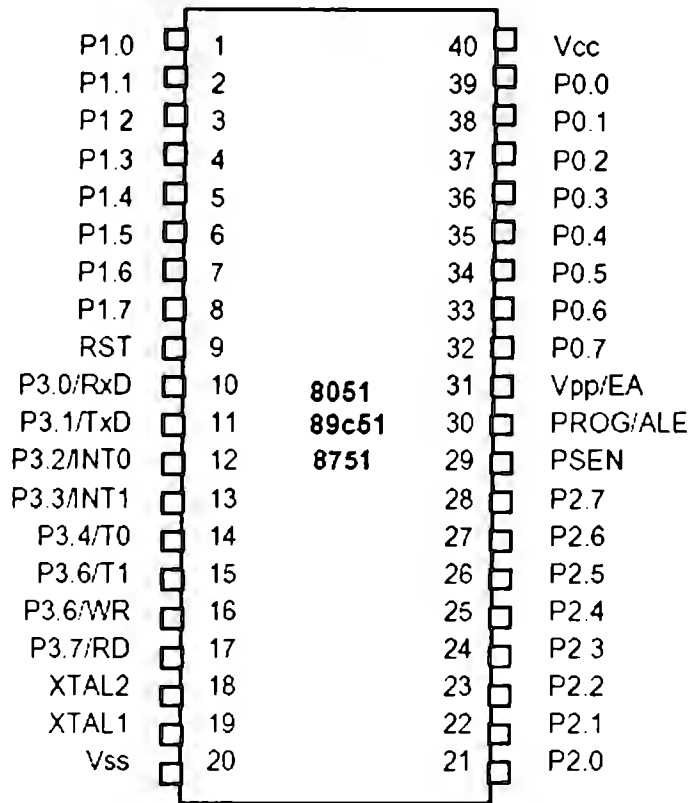 P1.0 1 40 Vcc
P1.1 2 39 P0.0
P1 2 3 38 P0.1
P1.3 4 37 P0.2
P1.4 5 36 P0.3
P1.5 6 35 P0.4
P1.6 7 34 P0.5
P1.7 8 33 P0.6
RST 9 32 P0.7
P3.0/RxD 10 8051 31 Vpp/EA
P3.1/TxD 11 89c51 30 PROG/ALE
P3.2/INT0 12 8751 29 PSEN
P3.3/INT1 13 28 P2.7
P3.4/T0 14 27 P2.6
P3.6/T1 15 26 P2.5
P3.6/WR 16 25 P2.4
P3.7/RD 17 24 P2 3
XTAL2 18 23 P2.2
XTAL1 19 22 P2.1
Vss 20 21 P2.0